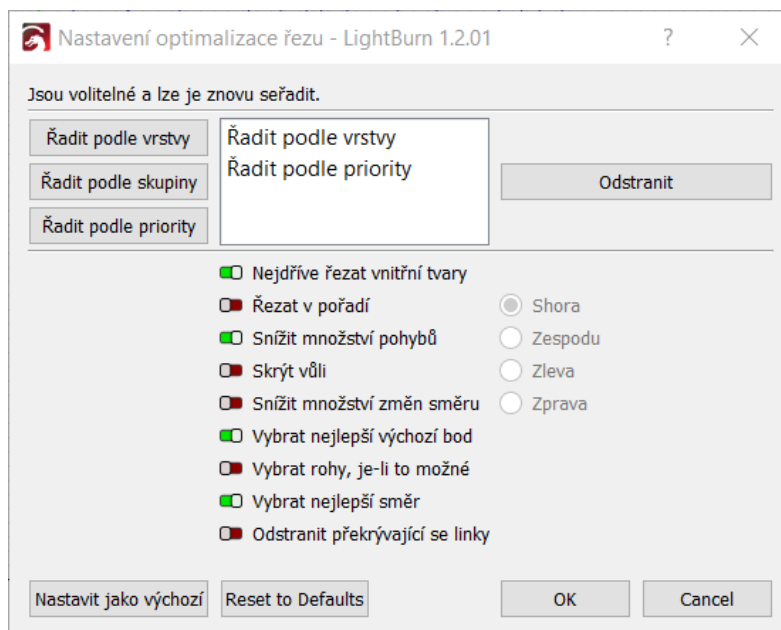 Nastavení optimalizace řezu - LightBurn 1.2.01
Jsou volitelné a lze je znovu seřadit.
Řadit podle vrstvy
Řadit podle skupiny
Řadit podle priority
Řadit podle vrstvy
Řadit podle priority
Odstranit
Nejdříve řezat vnitřní tvary
Řezat v pořadí
Snížit množství pohybů
Skrýt vůli
Snížit množství změn směru
Vybrat nejlepší výchozí bod
Vybrat rohy, je-li to možné
Vybrat nejlepší směr
Odstranit překrývající se linky
Shora
Zespodu
Zleva
Zprava
Nastavit jako výchozí
Reset to Defaults
OK
Cancel